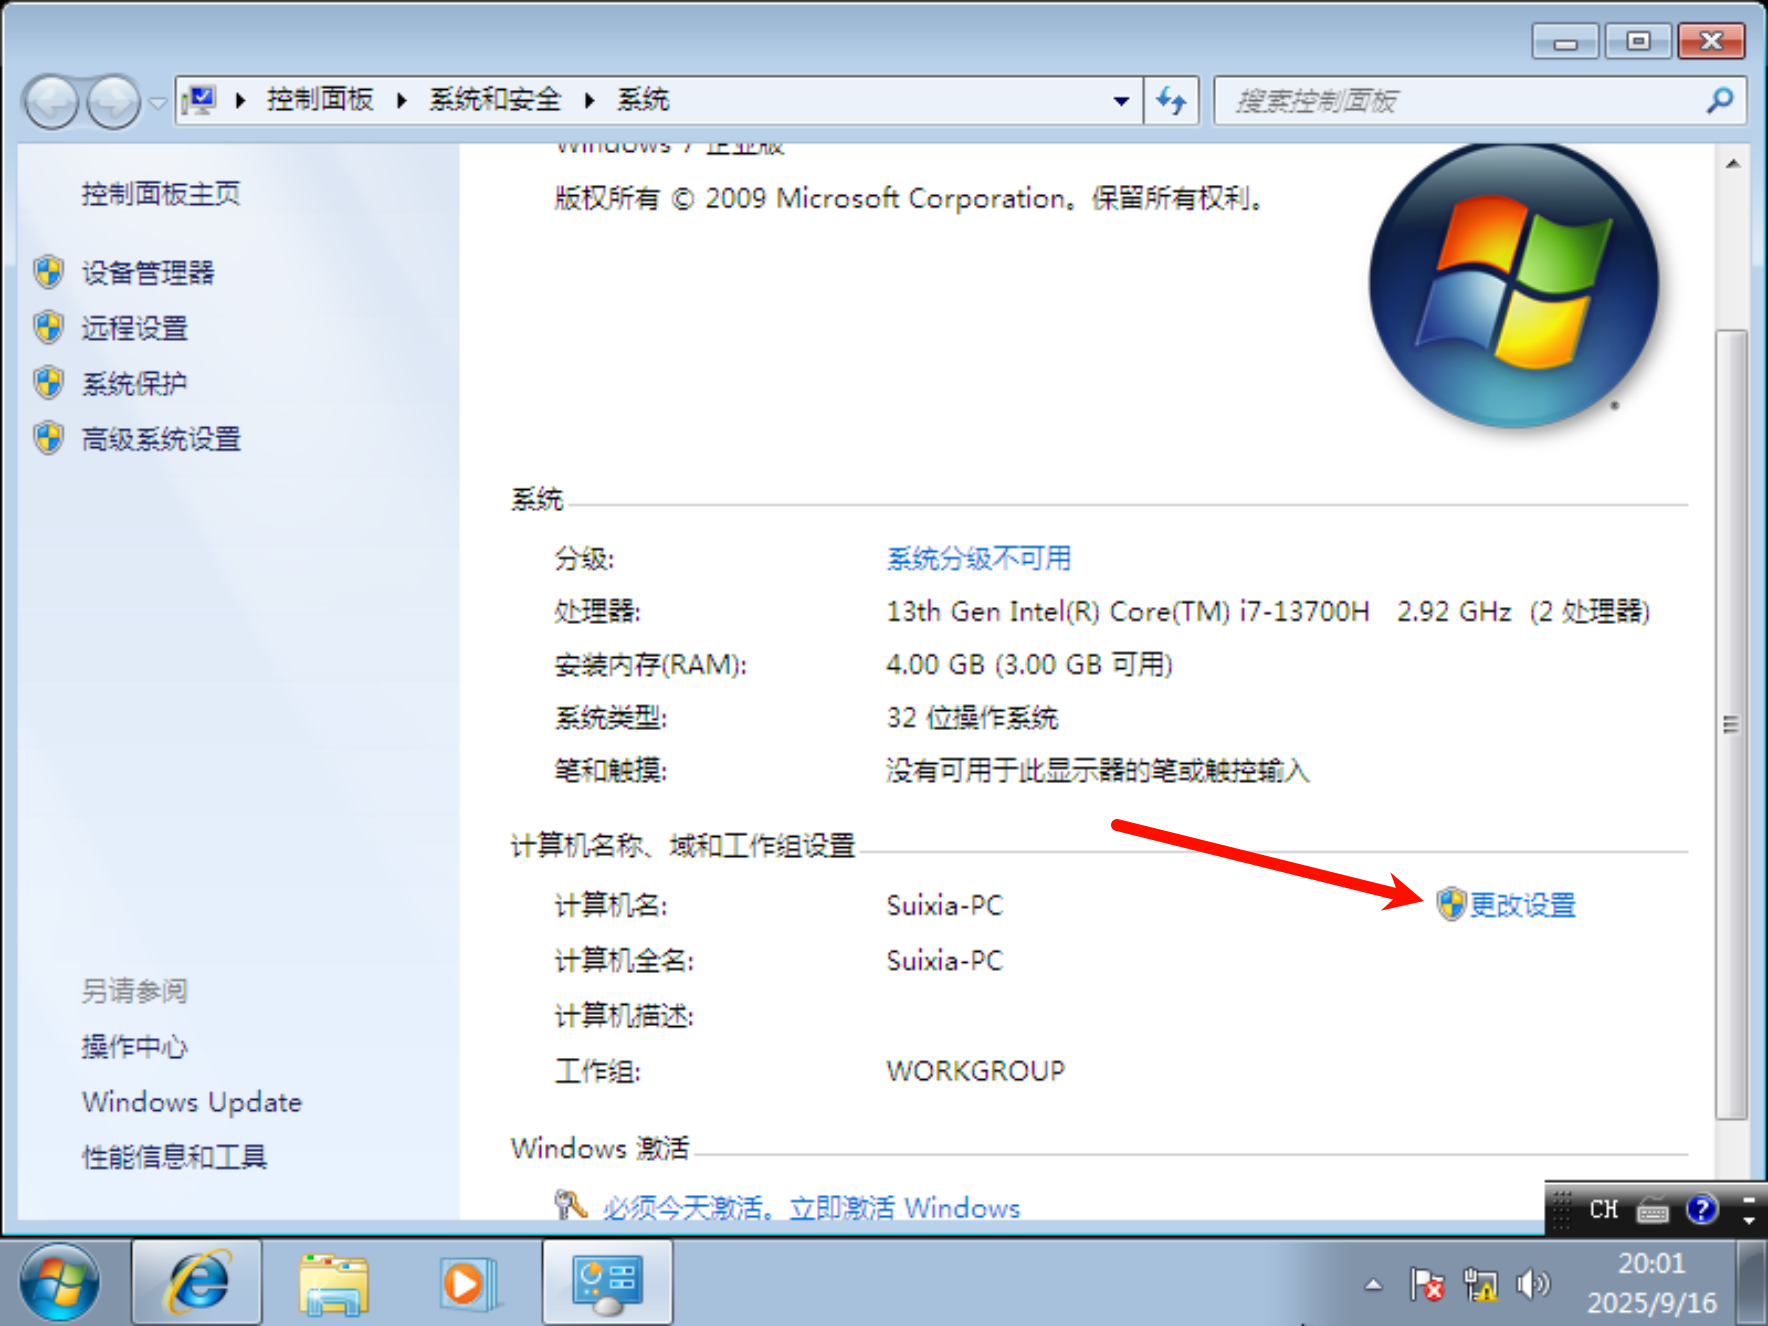 控制面板 系统和安全 系统
搜索控制面板
控制面板主页
设备管理器
远程设置
系统保护
高级系统设置
另请参阅
操作中心
Windows Update
性能信息和工具
Windows 7 企业版
版权所有 © 2009 Microsoft Corporation。保留所有权利。
系统
分级: 系统分级不可用
处理器: 13th Gen Intel(R) Core(TM) i7-13700H 2.92 GHz (2 处理器)
安装内存(RAM): 4.00 GB (3.00 GB 可用)
系统类型: 32 位操作系统
笔和触摸: 没有可用于此显示器的笔或触控输入
计算机名称、域和工作组设置
计算机名: Suixia-PC 更改设置
计算机全名: Suixia-PC
计算机描述:
工作组: WORKGROUP
Windows 激活
必须今天激活。立即激活 Windows
CH
20:01
2025/9/16